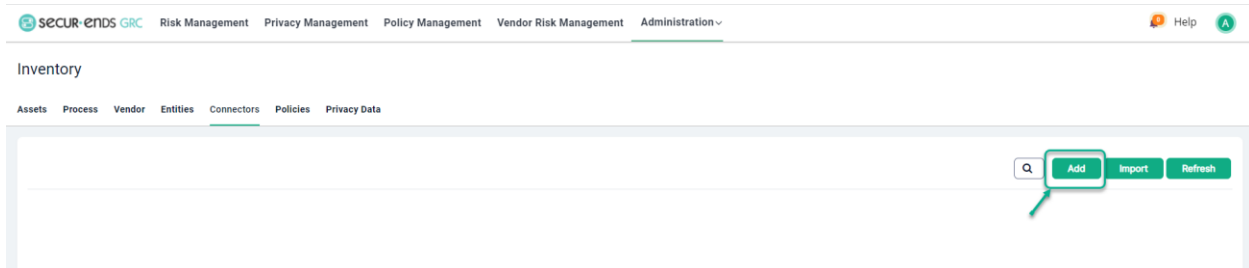 SECUR·ENDS GRC Risk Management Privacy Management Policy Management Vendor Risk Management Administration Help A
Inventory
Assets Process Vendor Entities Connectors Policies Privacy Data
Add Import Refresh